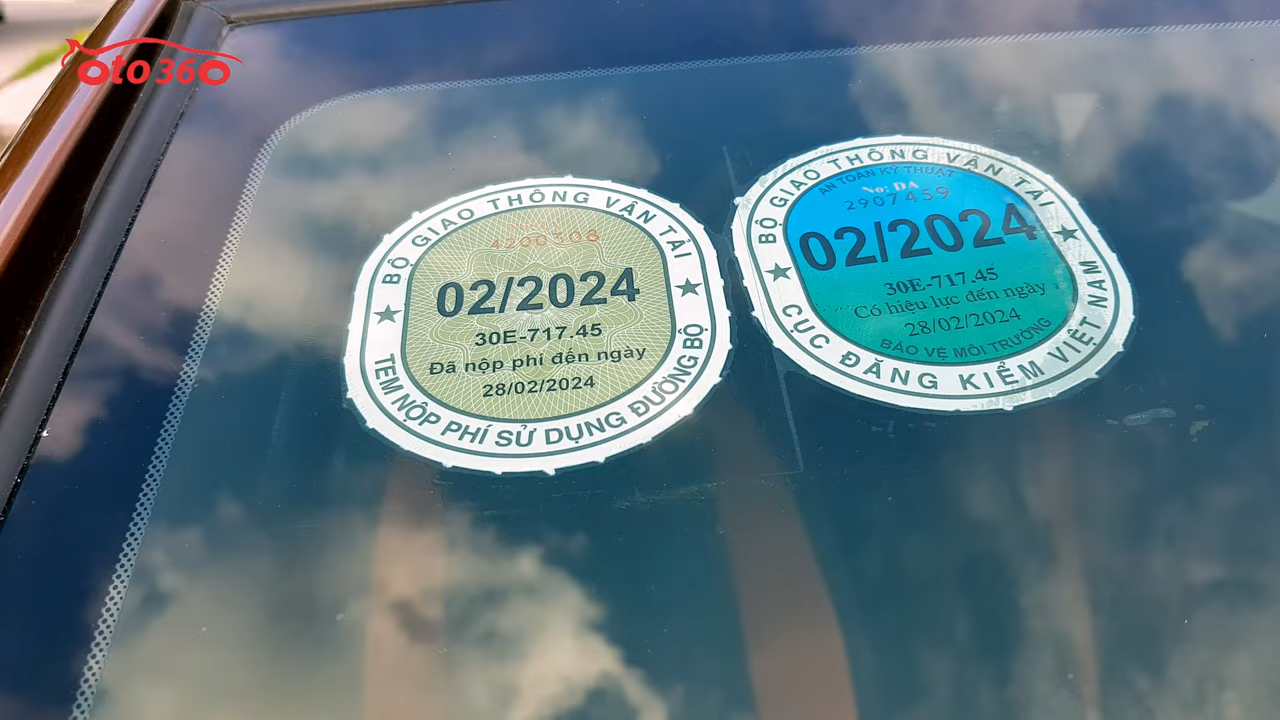 oto360
BỘ GIAO THÔNG VẬN TẢI
4200508
02/2024
30E-717.45
Đã nộp phí đến ngày
28/02/2024
TEM NỘP PHÍ SỬ DỤNG ĐƯỜNG BỘ
BỘ GIAO THÔNG VẬN TẢI
AN TOÀN KỸ THUẬT
No: DA
2907459
02/2024
30E-717.45
Có hiệu lực đến ngày
28/02/2024
BẢO VỆ MÔI TRƯỜNG
CỤC ĐĂNG KIỂM VIỆT NAM